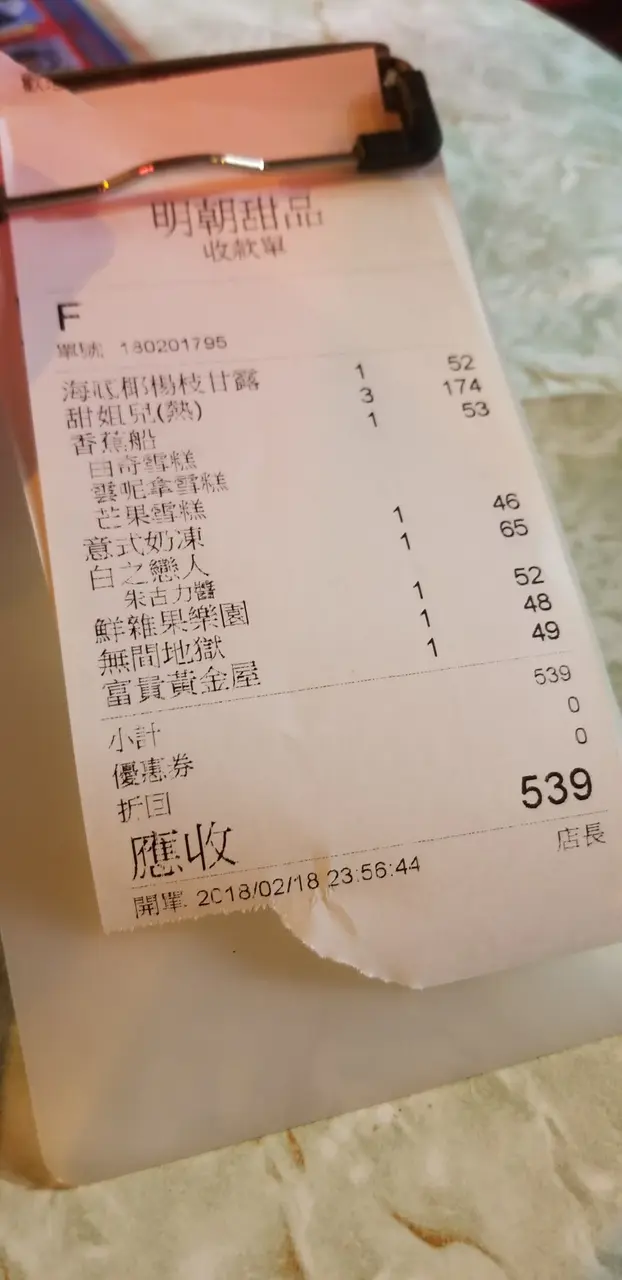 明朝甜品
收款單
F
單號 180201795
海底椰楊枝甘露 1 52
甜姐兒(熱) 3 174
香蕉船 1 53
曲奇雪糕
雲呢拿雪糕
芒果雪糕
意式奶凍 1 46
白之戀人 1 65
朱古力醬
鮮雜果樂園 1 52
無間地獄 1 48
富貴黃金屋 1 49
小計 539
優惠券 0
折扣 0
應收 539
店長
開單. 2018/02/18 23:56:44